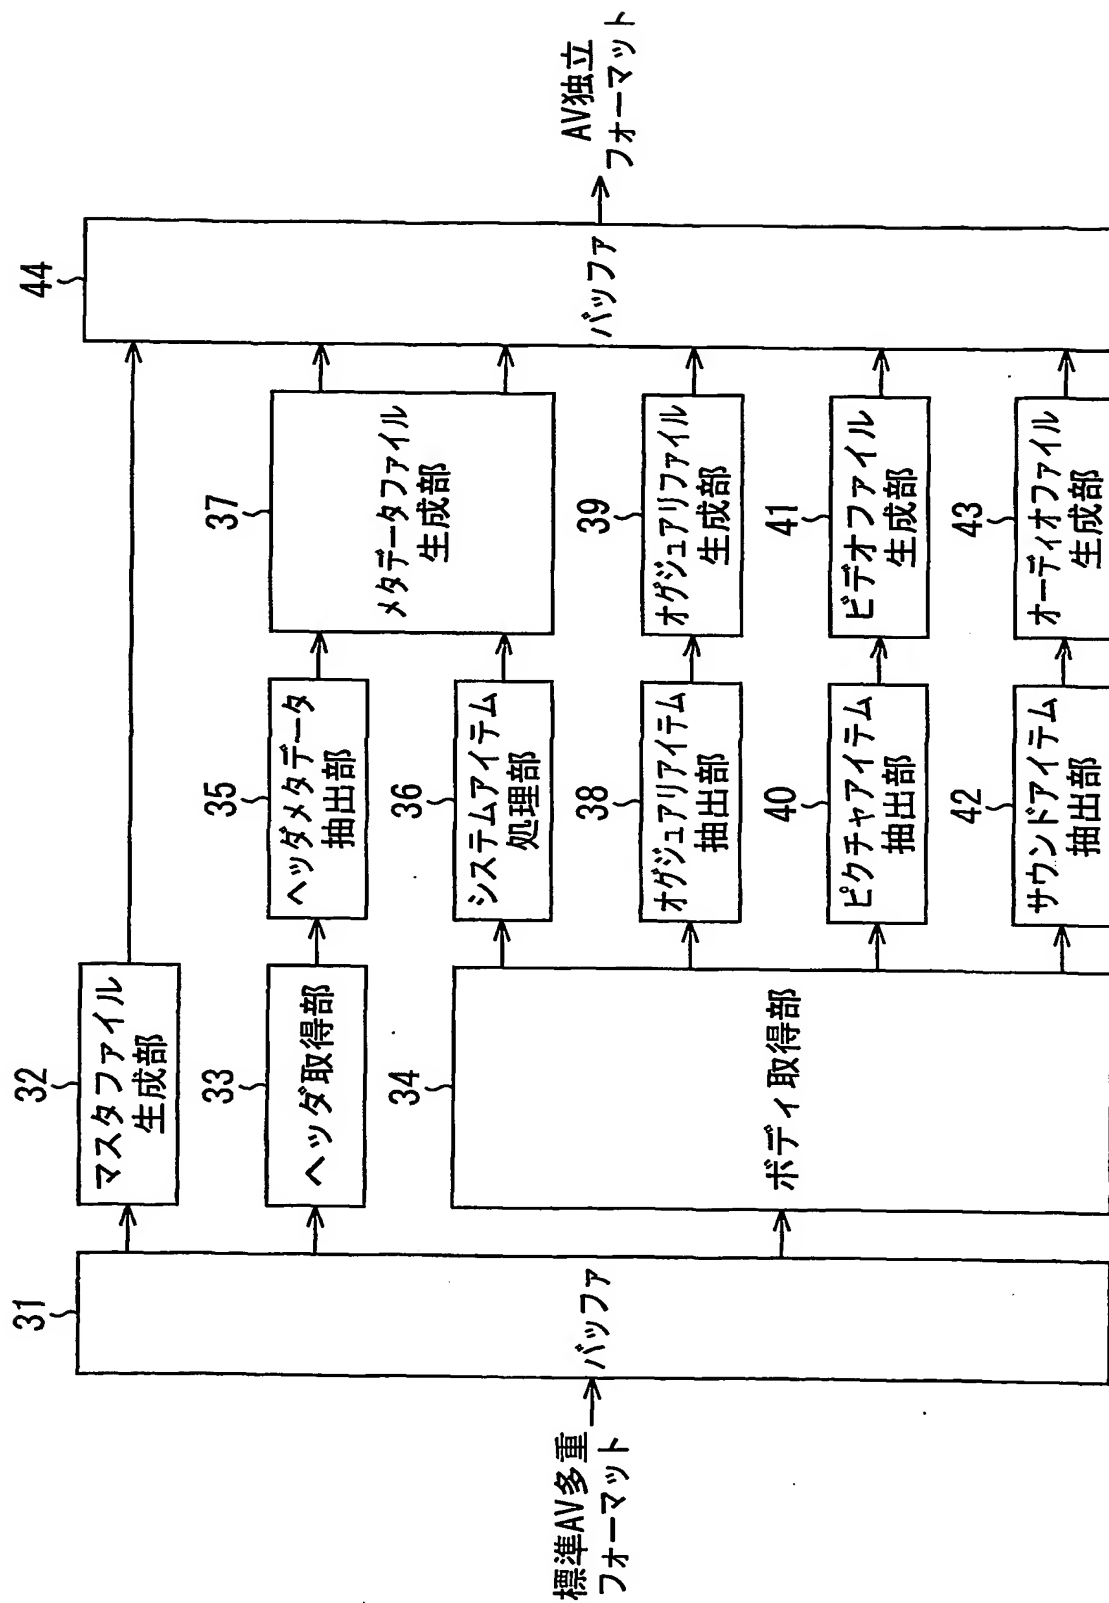 標準AV多重
フォーマット
31
バッファ
32
マスタファイル
生成部
33
ヘッダ取得部
34
ボディ取得部
35
ヘッダメタデータ
抽出部
36
システムアイテム
処理部
37
メタデータファイル
生成部
38
オグジュアリアイテム
抽出部
39
オグジュアリファイル
生成部
40
ピクチャアイテム
抽出部
41
ビデオファイル
生成部
42
サウンドアイテム
抽出部
43
オーディオファイル
生成部
44
バッファ
AV独立
フォーマット